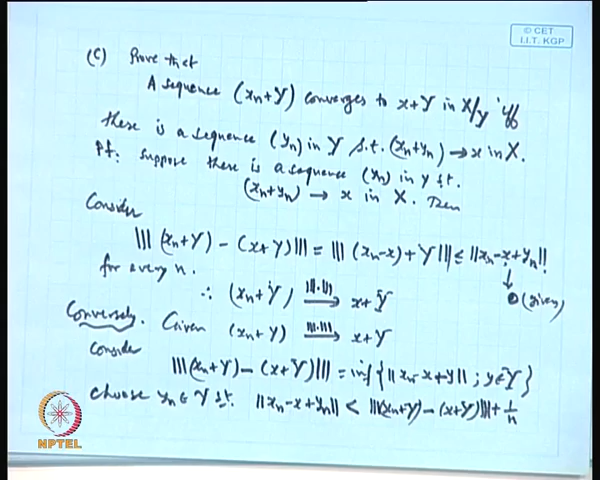 © CET
I.I.T. KGP
(C) Prove that
A sequence (xn+Y) converges to x+Y in X/Y iff
there is a sequence (yn) in Y s.t. (xn+yn) → x in X.
Pf: Suppose there is a sequence (yn) in Y s.t.
(xn+yn) → x in X. Then
Consider
|||(xn+Y) - (x+Y)||| = |||(xn-x)+Y||| ≤ ||xn-x+yn||
for every n. ↓
0 (given)
∴ (xn+Y) —|||.|||→ x+Y
Conversely. Given (xn+Y) —|||.|||→ x+Y
Consider
|||(xn+Y) - (x+Y)||| = inf {||xn-x+y|| ; y∈Y}
Choose yn ∈ Y s.t. ||xn-x+yn|| < |||(xn+Y) - (x+Y)||| + 1/n
NPTEL